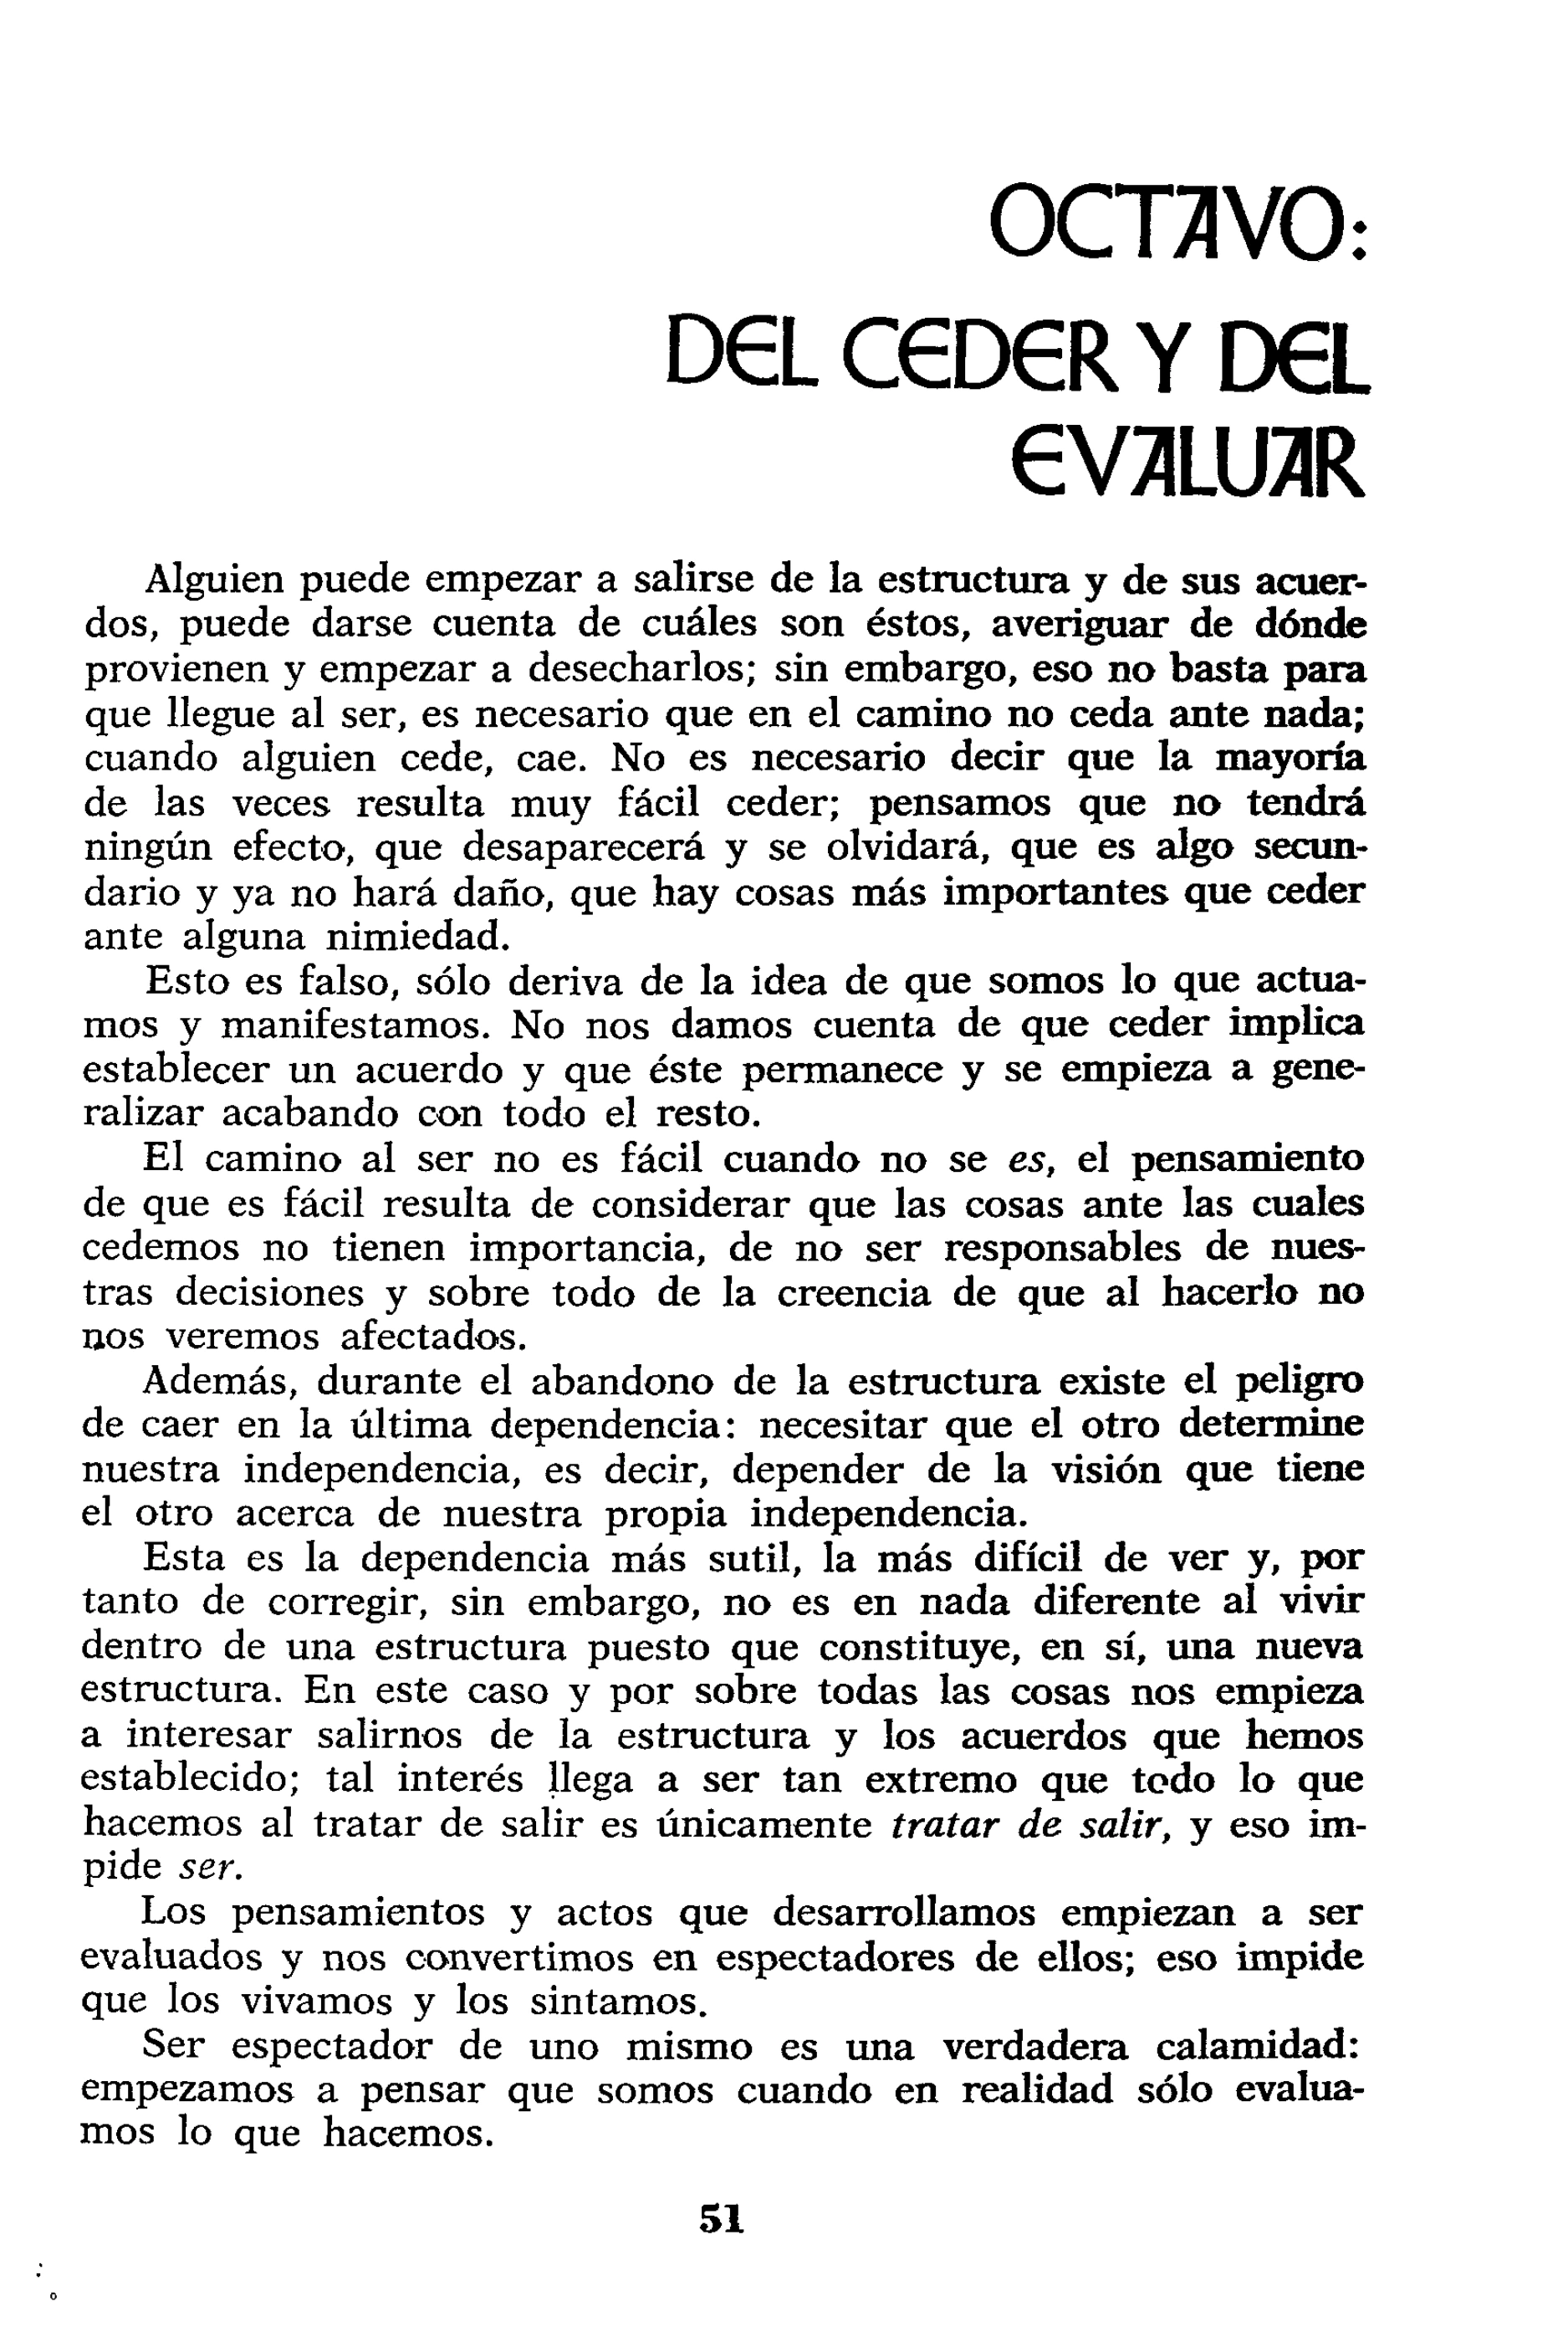 OCTAVO:
DEL CEDER Y DEL
EVALUAR
Alguien puede empezar a salirse de la estructura y de sus acuer-
dos, puede darse cuenta de cuáles son éstos, averiguar de dónde
provienen y empezar a desecharlos; sin embargo, eso no basta para
que llegue al ser, es necesario que en el camino no ceda ante nada;
cuando alguien cede, cae. No es necesario decir que la mayoría
de las veces resulta muy fácil ceder; pensamos que no tendrá
ningún efecto, que desaparecerá y se olvidará, que es algo secun-
dario y ya no hará daño, que hay cosas más importantes que ceder
ante alguna nimiedad.
Esto es falso, sólo deriva de la idea de que somos lo que actua-
mos y manifestamos. No nos damos cuenta de que ceder implica
establecer un acuerdo y que éste permanece y se empieza a gene-
ralizar acabando con todo el resto.
El camino al ser no es fácil cuando no se es, el pensamiento
de que es fácil resulta de considerar que las cosas ante las cuales
cedemos no tienen importancia, de no ser responsables de nues-
tras decisiones y sobre todo de la creencia de que al hacerlo no
nos veremos afectados.
Además, durante el abandono de la estructura existe el peligro
de caer en la última dependencia: necesitar que el otro determine
nuestra independencia, es decir, depender de la visión que tiene
el otro acerca de nuestra propia independencia.
Esta es la dependencia más sutil, la más difícil de ver y, por
tanto de corregir, sin embargo, no es en nada diferente al vivir
dentro de una estructura puesto que constituye, en sí, una nueva
estructura. En este caso y por sobre todas las cosas nos empieza
a interesar salirnos de la estructura y los acuerdos que hemos
establecido; tal interés llega a ser tan extremo que todo lo que
hacemos al tratar de salir es únicamente tratar de salir, y eso im-
pide ser.
Los pensamientos y actos que desarrollamos empiezan a ser
evaluados y nos convertimos en espectadores de ellos; eso impide
que los vivamos y los sintamos.
Ser espectador de uno mismo es una verdadera calamidad:
empezamos a pensar que somos cuando en realidad sólo evalua-
mos lo que hacemos.
51